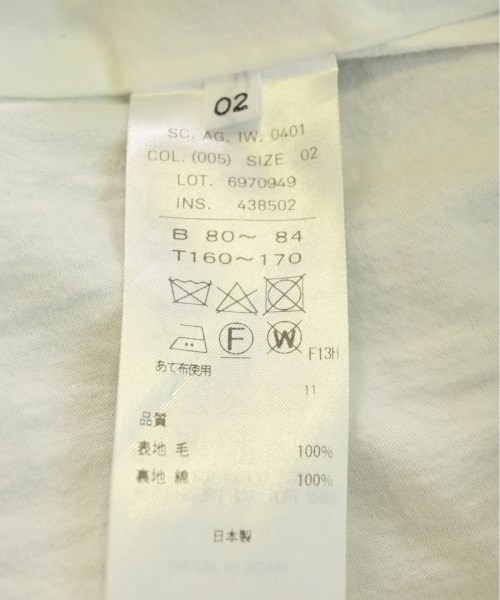 02
SC. AG. IW. 0401
COL. (005) SIZE 02
LOT. 6970949
INS. 438502
B 80～ 84
T160～170
F W F13H
あて布使用
11
品質
表地 毛 100%
裏地 綿 100%
日本製